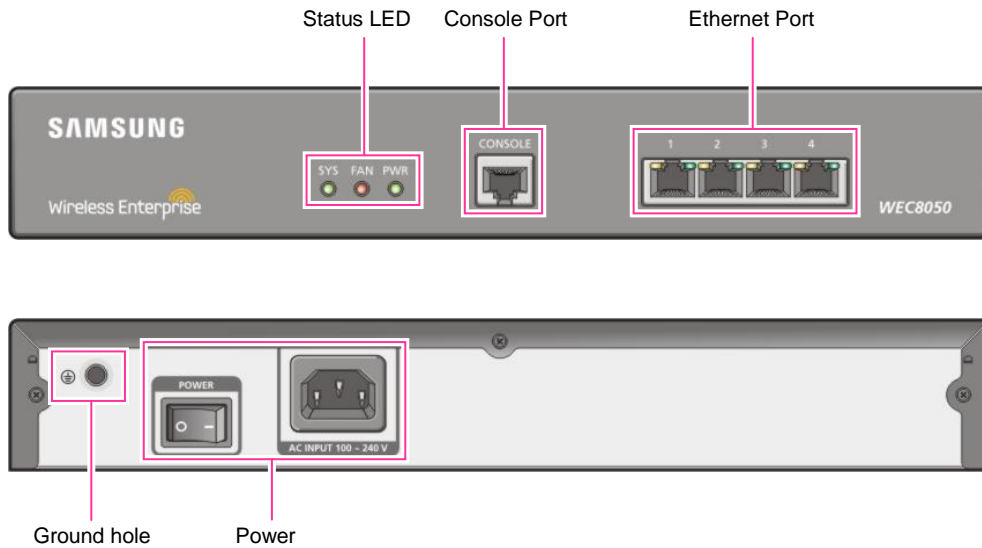 Status LED Console Port Ethernet Port
SAMSUNG
CONSOLE
1 2 3 4
SYS FAN PWR
Wireless Enterprise
WEC8050
POWER
AC INPUT 100 ~ 240 V
Ground hole Power